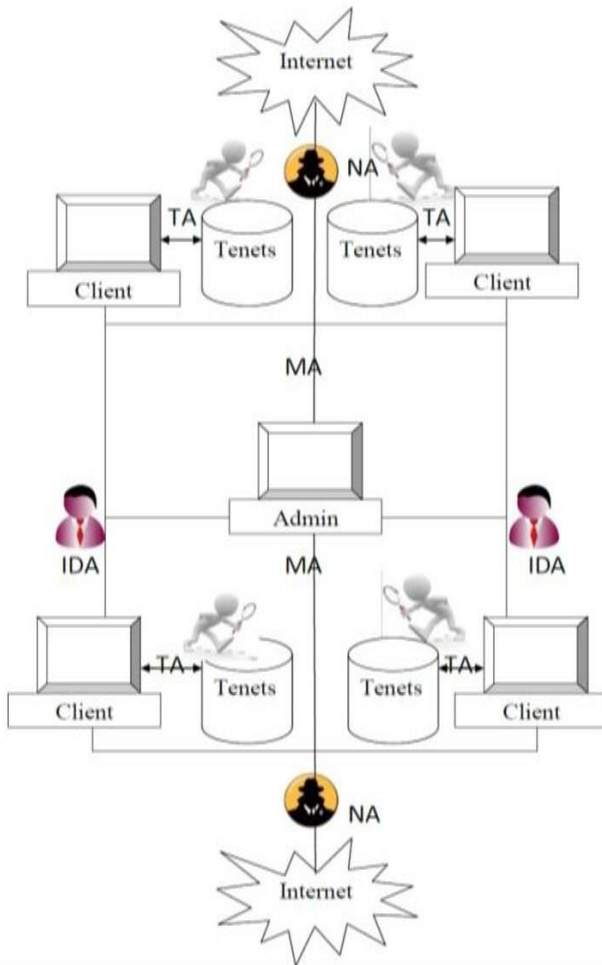 Internet
NA
TA
TA
Tenets
Tenets
Client
Client
MA
Admin
IDA
MA
IDA
TA
TA
Tenets
Tenets
Client
Client
NA
Internet